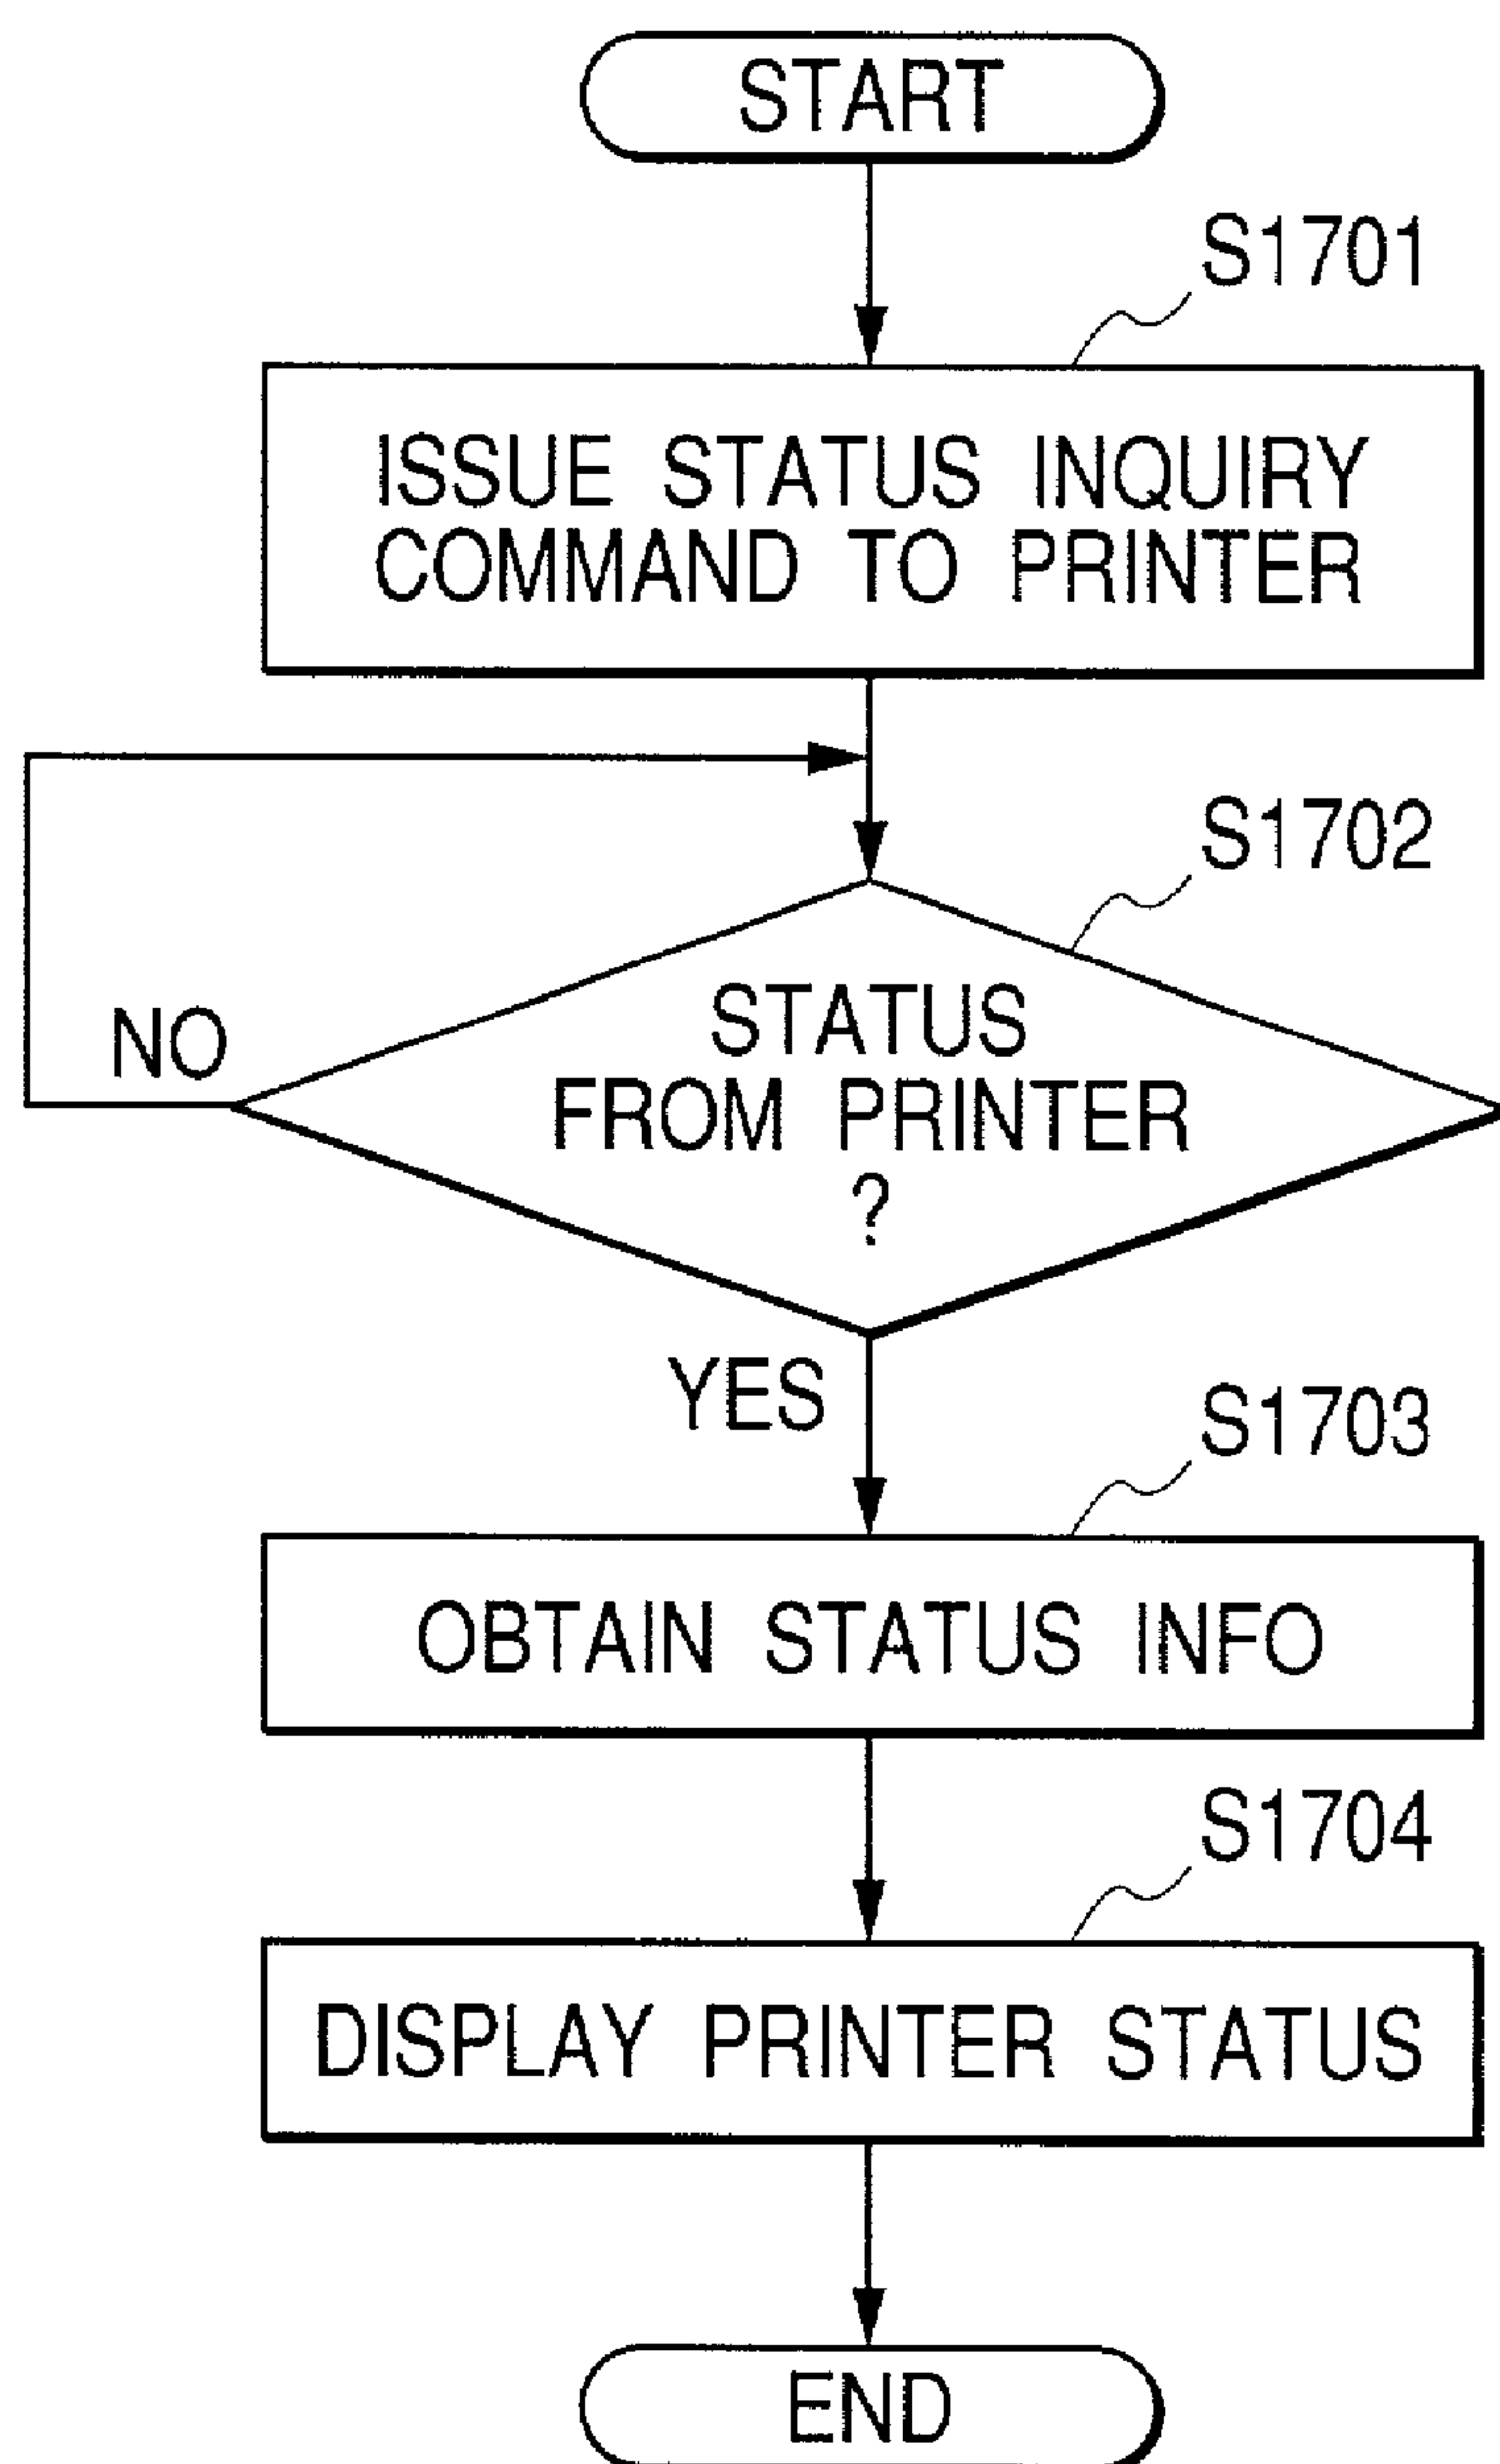 START
S1701
ISSUE STATUS INQUIRY
COMMAND TO PRINTER
S1702
STATUS
FROM PRINTER
?
NO
YES
S1703
OBTAIN STATUS INFO
S1704
DISPLAY PRINTER STATUS
END